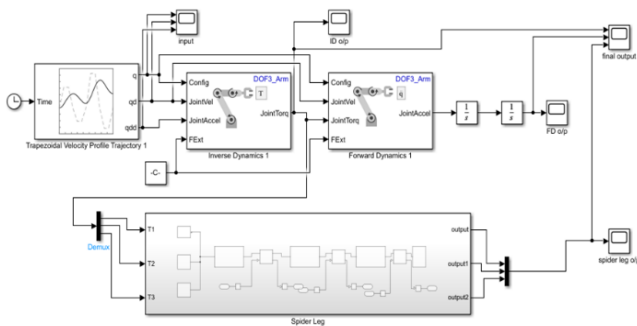 input
ID o/p
final output
Time
q
qd
qdd
Trapezoidal Velocity Profile Trajectory 1
DOF3_Arm
Config
JointVel
JointAccel
FExt
T
JointTorq
Inverse Dynamics 1
DOF3_Arm
Config
JointVel
JointTorq
FExt
JointAccel
Forward Dynamics 1
1
s
1
s
FD o/p
-C-
Demux
T1
T2
T3
output
output1
output2
Spider Leg
spider leg o/